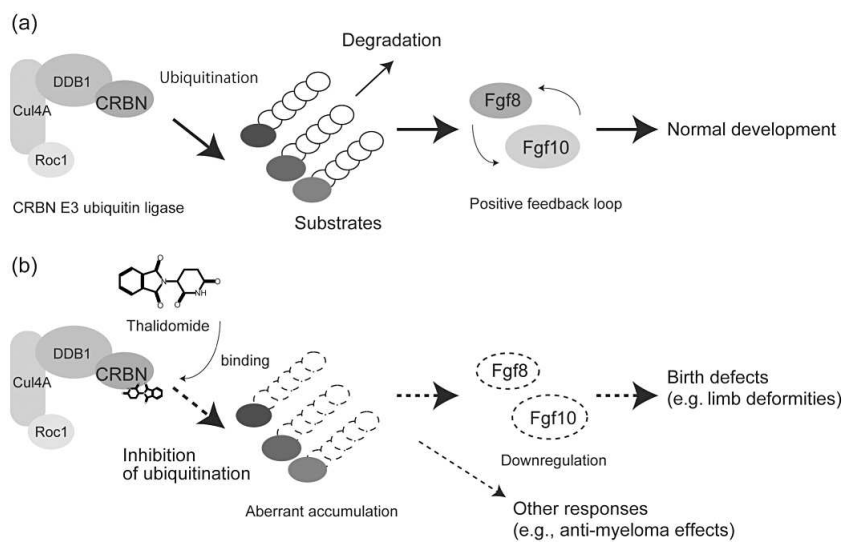 (a)
Degradation
DDB1
Ubiquitination
CRBN
Cul4A
Fgf8
Fgf10
Normal development
Roc1
CRBN E3 ubiquitin ligase
Substrates
Positive feedback loop
(b)
O
O
N
O
NH
O
Thalidomide
DDB1
CRBN
binding
Cul4A
Fgf8
Birth defects
(e.g. limb deformities)
Fgf10
Roc1
Inhibition
of ubiquitination
Downregulation
Aberrant accumulation
Other responses
(e.g., anti-myeloma effects)